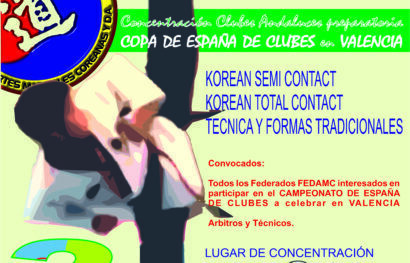 Concentración Clubes Andaluces preparatoria
COPA DE ESPAÑA DE CLUBES en VALENCIA
KOREAN SEMI CONTACT
KOREAN TOTAL CONTACT
TECNICA Y FORMAS TRADICIONALES
Convocados:
Todos los Federados FEDAMC interesados en
participar en el CAMPEONATO DE ESPAÑA
DE CLUBES a celebrar en VALENCIA
Arbitros y Técnicos.
LUGAR DE CONCENTRACIÓN
COREANAS Y D.A.